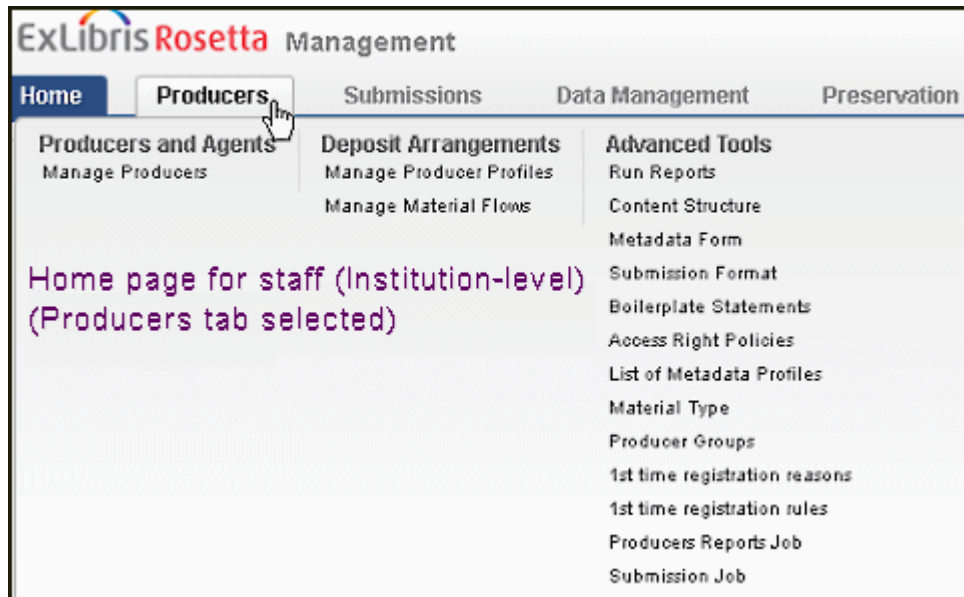 ExLibris Rosetta Management
Home Producers Submissions Data Management Preservation
Producers and Agents
Manage Producers
Deposit Arrangements
Manage Producer Profiles
Manage Material Flows
Advanced Tools
Run Reports
Content Structure
Metadata Form
Submission Format
Boilerplate Statements
Access Right Policies
List of Metadata Profiles
Material Type
Producer Groups
1st time registration reasons
1st time registration rules
Producers Reports Job
Submission Job
Home page for staff (Institution-level)
(Producers tab selected)